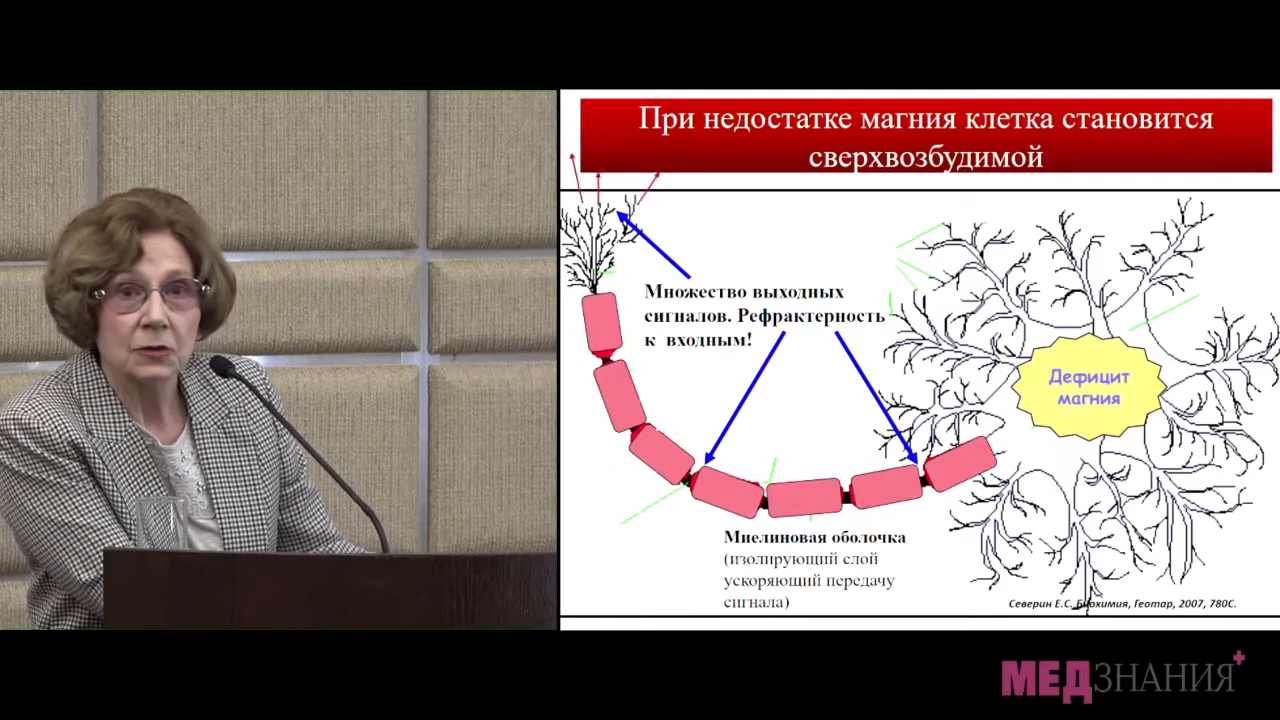 При недостатке магния клетка становится
сверхвозбудимой
Множество выходных
сигналов. Рефрактерность
к входным!
Дефицит
магния
Миелиновая оболочка
(изолирующий слой
ускоряющий передачу
сигнала)
Северин Е.С. Биохимия, Геотар, 2007, 780С.
МЕДЗНАНИЯ+